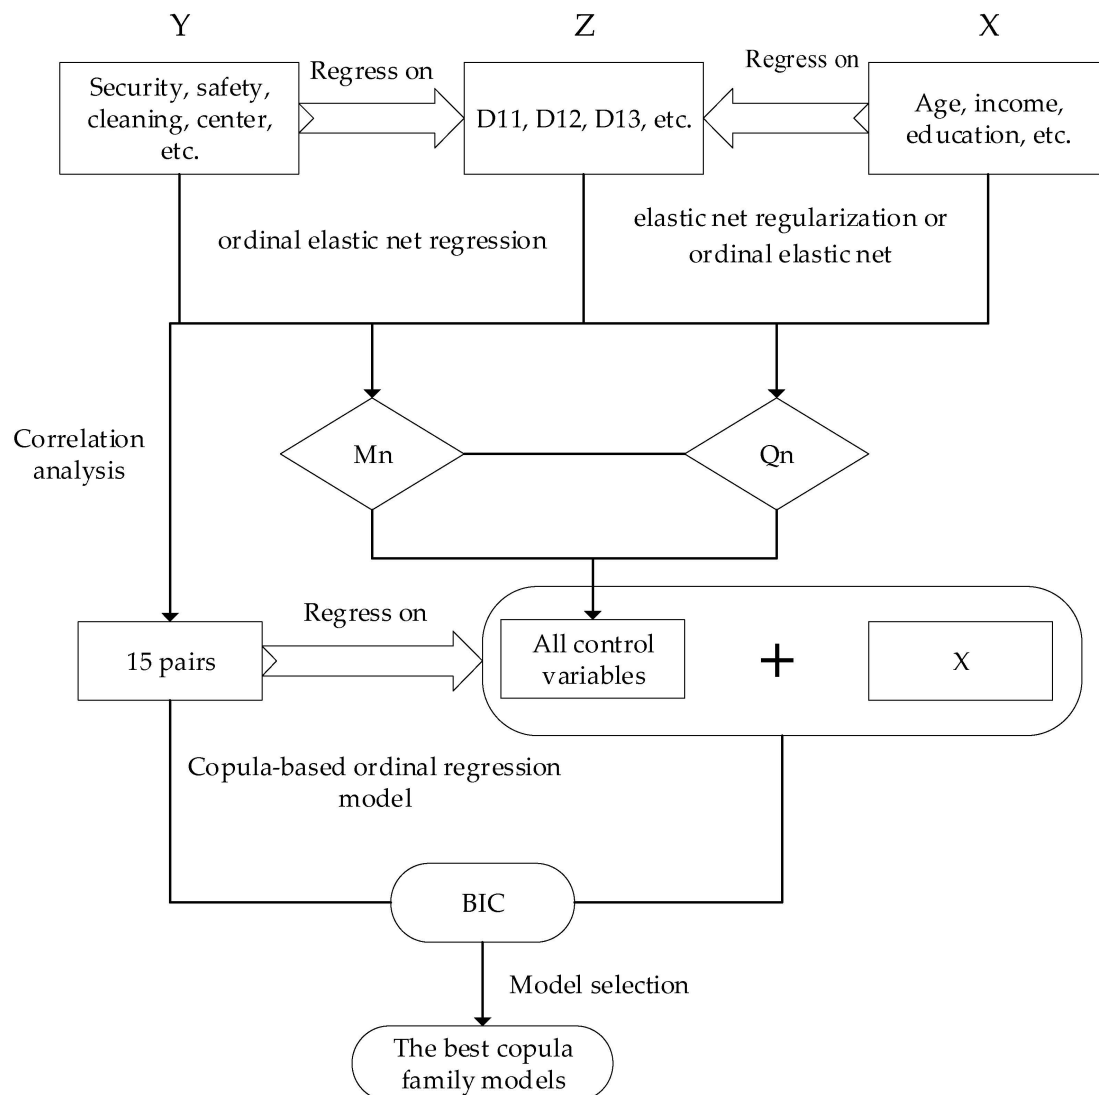 Y
Z
X
Security, safety,
cleaning, center,
etc.
Regress on
D11, D12, D13, etc.
Regress on
Age, income,
education, etc.
ordinal elastic net regression
elastic net regularization or
ordinal elastic net
Correlation
analysis
Mn
Qn
15 pairs
Regress on
All control
variables
+
X
Copula-based ordinal regression
model
BIC
Model selection
The best copula
family models